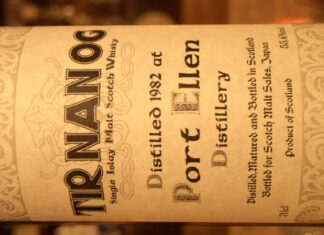 TIR NAN OG
Single Islay Malt Scotch Whisky
Distilled 1982 at
Port Ellen
Distillery
Distilled, Matured and Bottled in Scotland
Bottled for Scotch Malt Sales, Japan
Product of Scotland
70cl